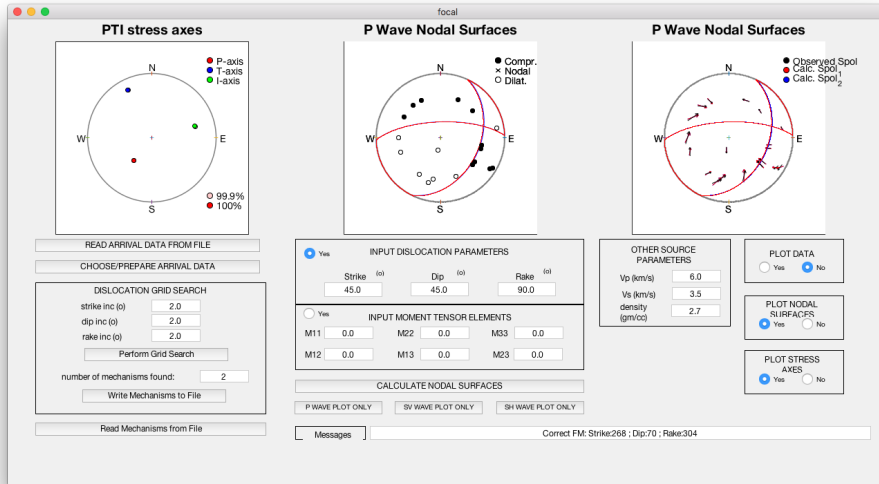 focal
PTI stress axes
P-axis
T-axis
I-axis
N
W
E
S
99.9%
100%
P Wave Nodal Surfaces
Compr.
Nodal
Dilat.
N
W
E
S
P Wave Nodal Surfaces
Observed Spol
Calc. Spol1
Calc. Spol2
N
W
E
S
READ ARRIVAL DATA FROM FILE
CHOOSE/PREPARE ARRIVAL DATA
DISLOCATION GRID SEARCH
strike inc (o) 2.0
dip inc (o) 2.0
rake inc (o) 2.0
Perform Grid Search
number of mechanisms found: 2
Write Mechanisms to File
Read Mechanisms from File
Yes INPUT DISLOCATION PARAMETERS
Strike (o) Dip (o) Rake (o)
45.0 45.0 90.0
Yes
INPUT MOMENT TENSOR ELEMENTS
M11 0.0 M22 0.0 M33 0.0
M12 0.0 M13 0.0 M23 0.0
CALCULATE NODAL SURFACES
P WAVE PLOT ONLY SV WAVE PLOT ONLY SH WAVE PLOT ONLY
Messages Correct FM: Strike:268 ; Dip:70 ; Rake:304
OTHER SOURCE
PARAMETERS
Vp (km/s) 6.0
Vs (km/s) 3.5
density
(gm/cc) 2.7
PLOT DATA
Yes No
PLOT NODAL
SURFACES
Yes No
PLOT STRESS
AXES
Yes No